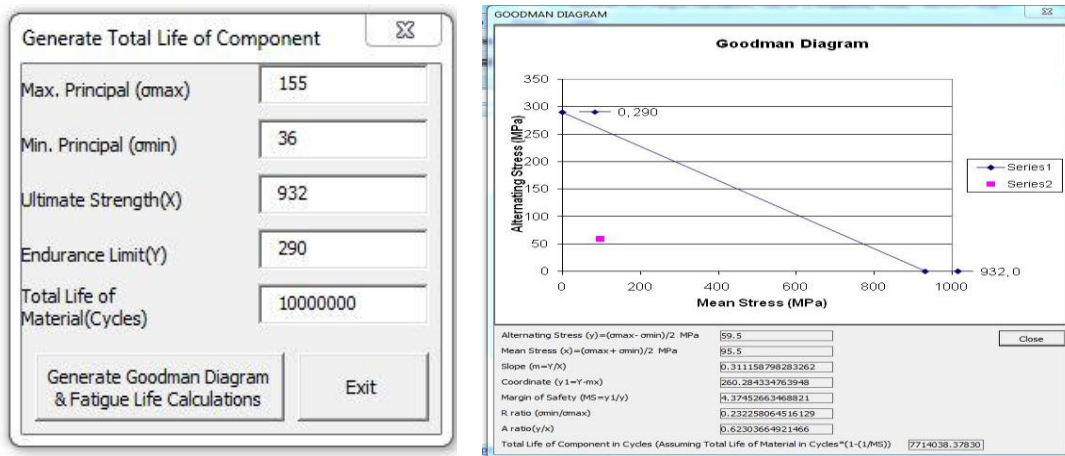 Generate Total Life of Component
Max. Principal (σmax)
155
Min. Principal (σmin)
36
Ultimate Strength(X)
932
Endurance Limit(Y)
290
Total Life of
Material(Cycles)
10000000
Generate Goodman Diagram
& Fatigue Life Calculations
Exit
GOODMAN DIAGRAM
Goodman Diagram
Alternating Stress (MPa)
350
300
250
200
150
100
50
0
0, 290
932, 0
0 200 400 600 800 1000
Mean Stress (MPa)
Series1
Series2
Alternating Stress (y)=(σmax- σmin)/2 MPa 59.5
Mean Stress (x)=(σmax+ σmin)/2 MPa 95.5
Slope (m=Y/X) 0.311158798283262
Coordinate (y1=Y-mx) 260.284334763948
Margin of Safety (MS=y1/y) 4.37452663468821
R ratio (σmin/σmax) 0.232258064516129
A ratio(y/x) 0.62303664921466
Total Life of Component in Cycles (Assuming Total Life of Material in Cycles*(1-(1/MS)) 7714038.37830
Close